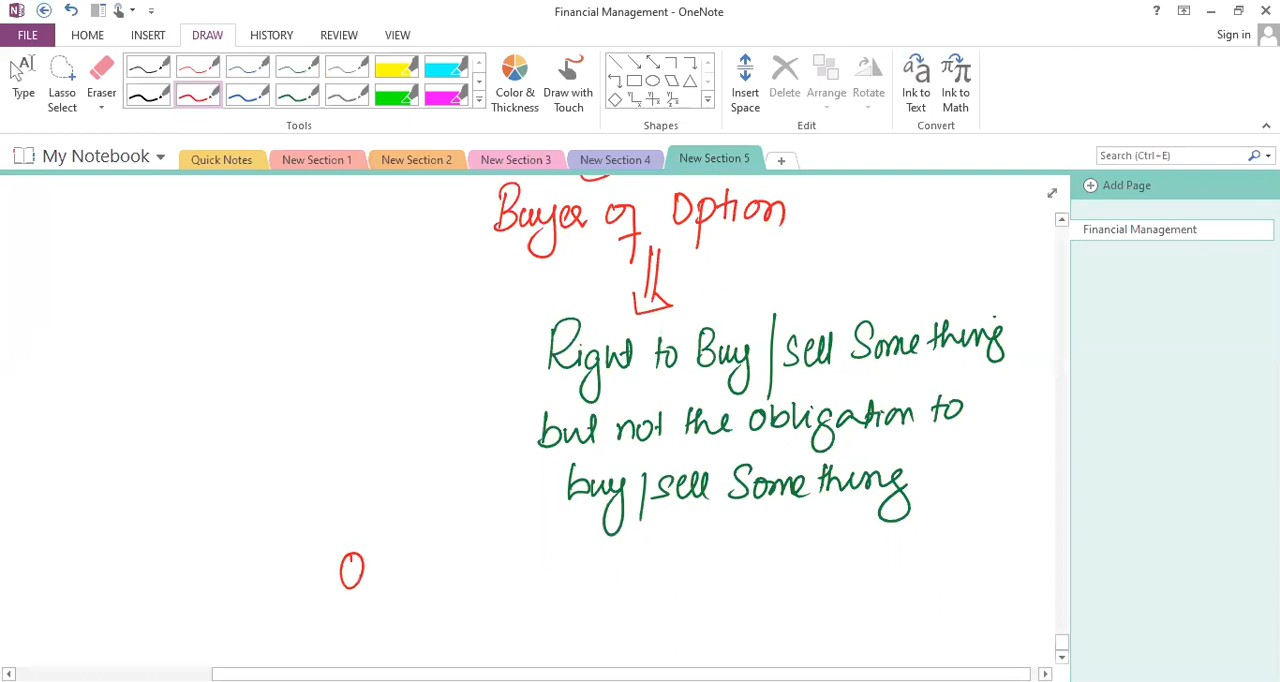 Financial Management - OneNote
?
FILE HOME INSERT DRAW HISTORY REVIEW VIEW
Sign in
Type
Lasso Select
Eraser
Color & Thickness
Draw with Touch
Insert Space
Delete
Arrange
Rotate
Ink to Text
Ink to Math
Tools
Shapes
Edit
Convert
My Notebook
Quick Notes New Section 1 New Section 2 New Section 3 New Section 4 New Section 5
Search (Ctrl+E)
Add Page
Financial Management
Buyer of Option
Right to Buy | Sell Something
but not the obligation to
buy | sell Something
O